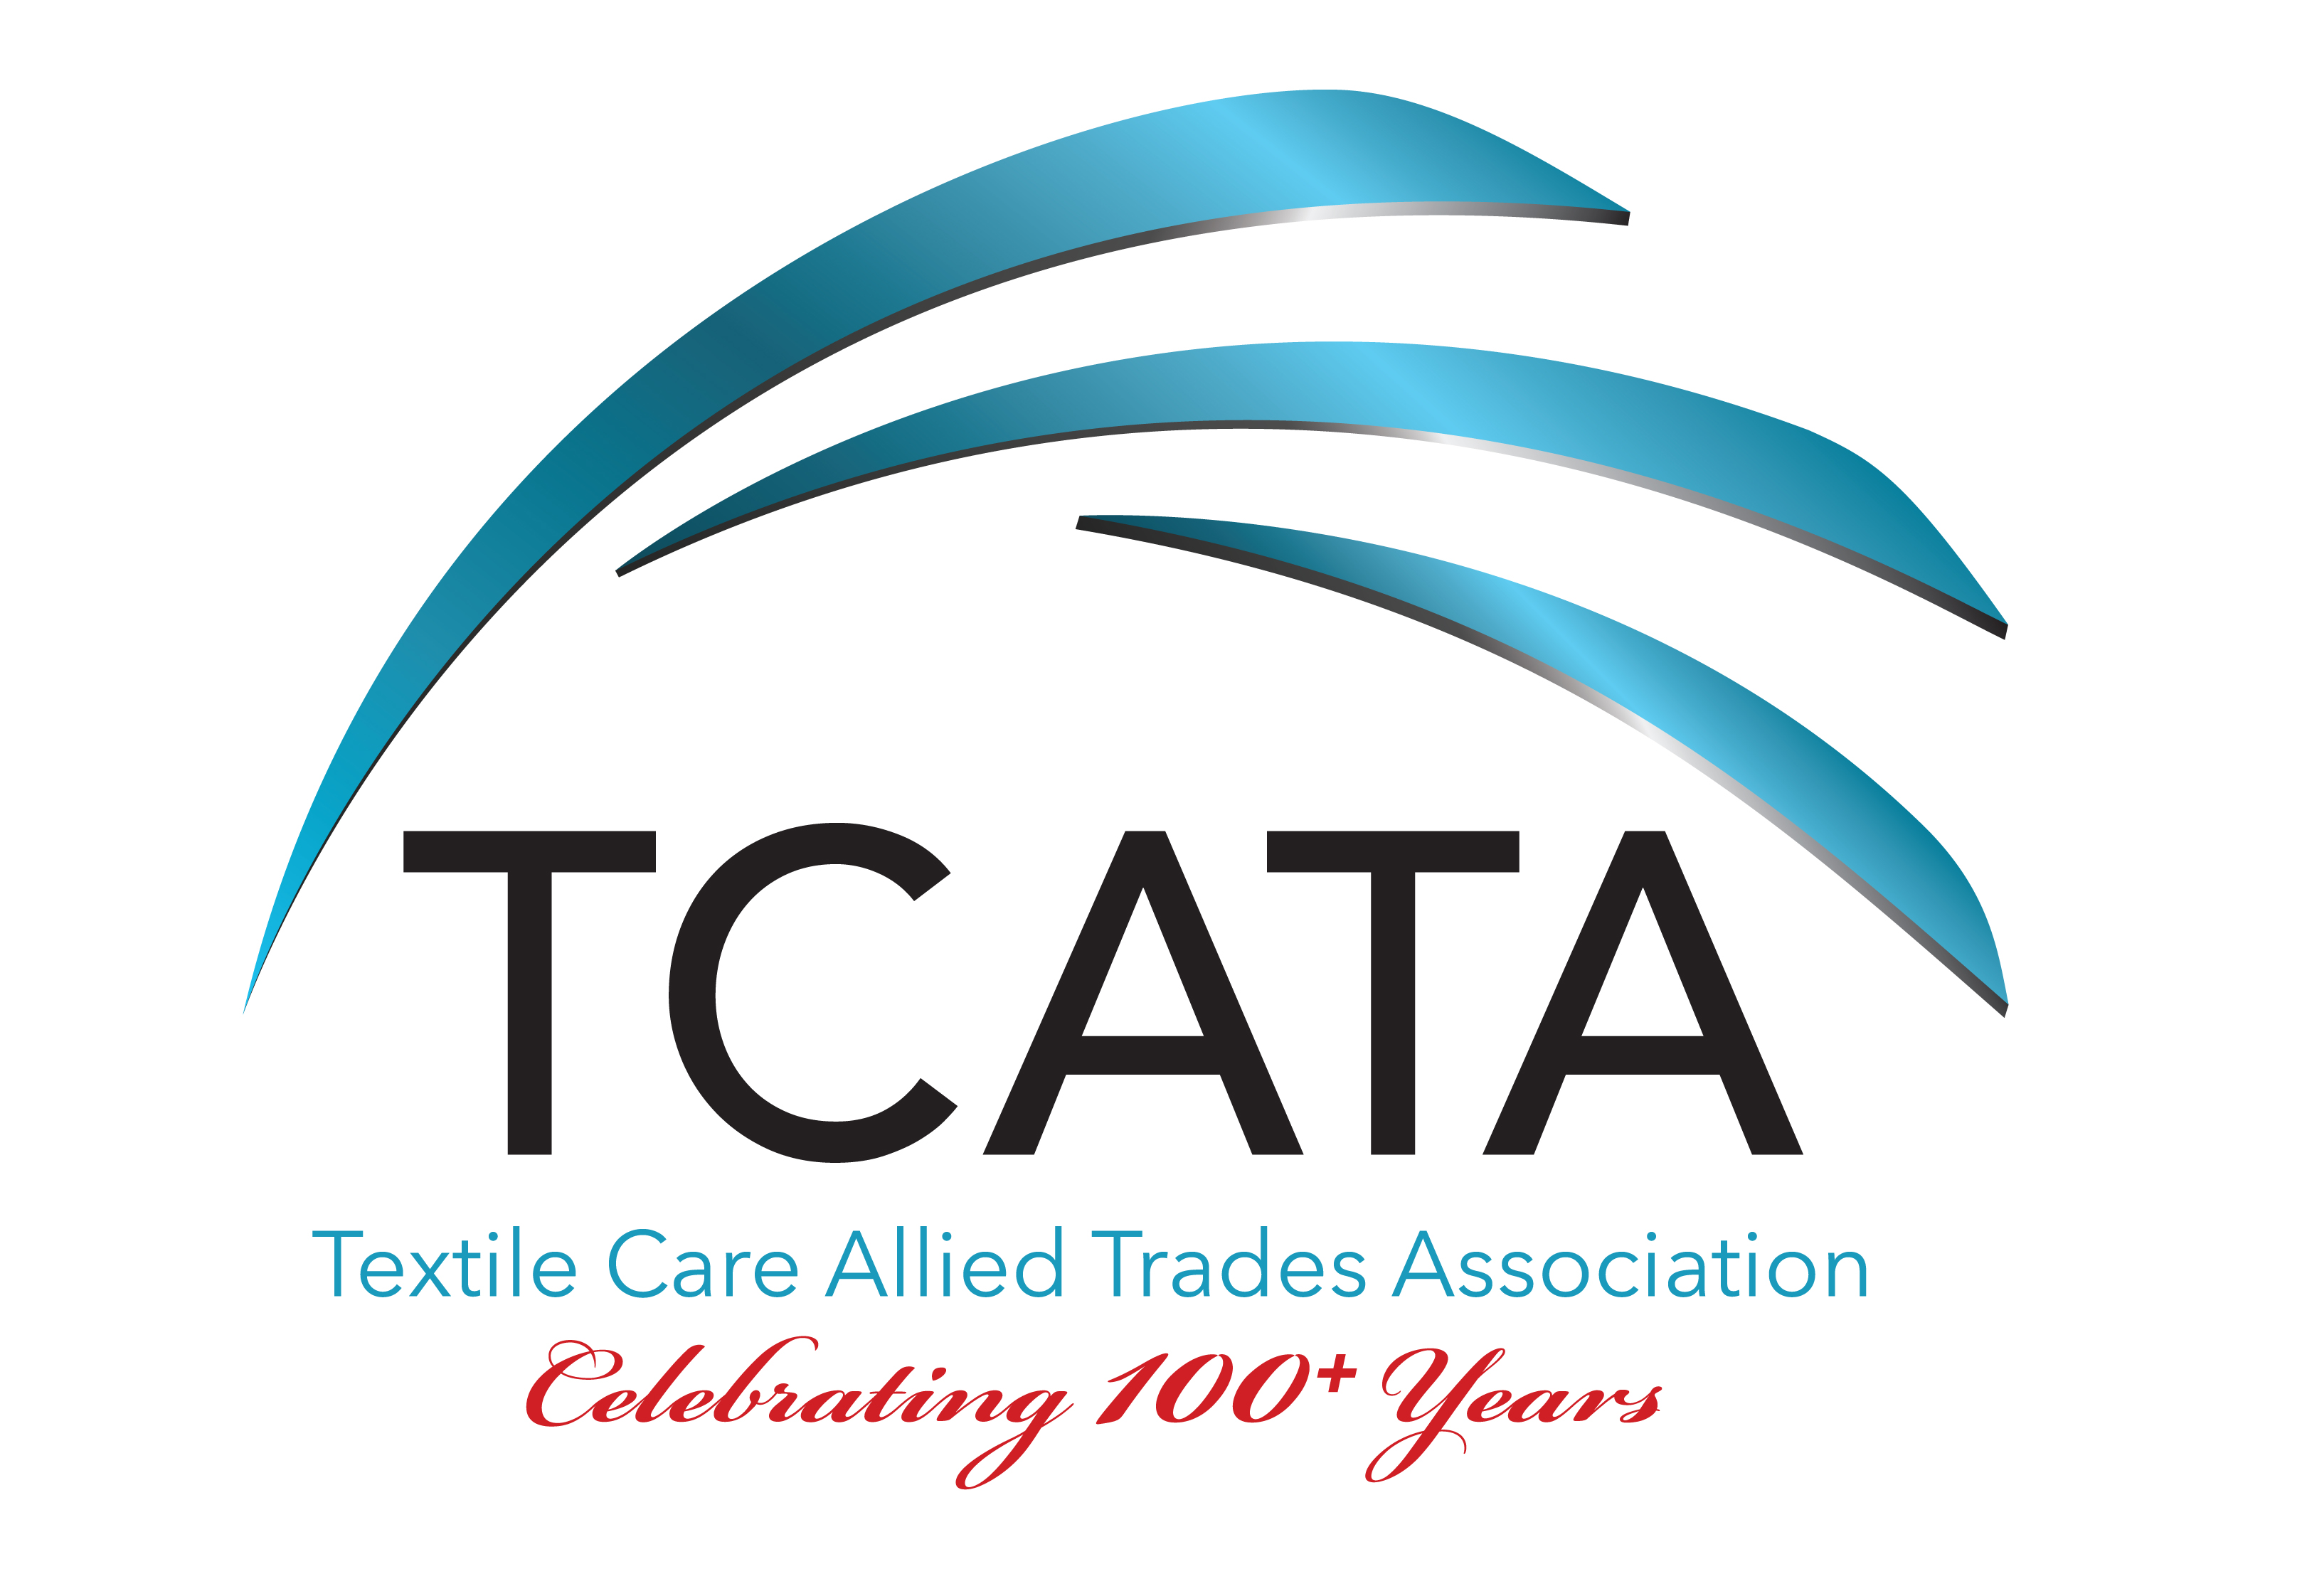 TCATA
Textile Care Allied Trades Association
Celebrating 100+ Years